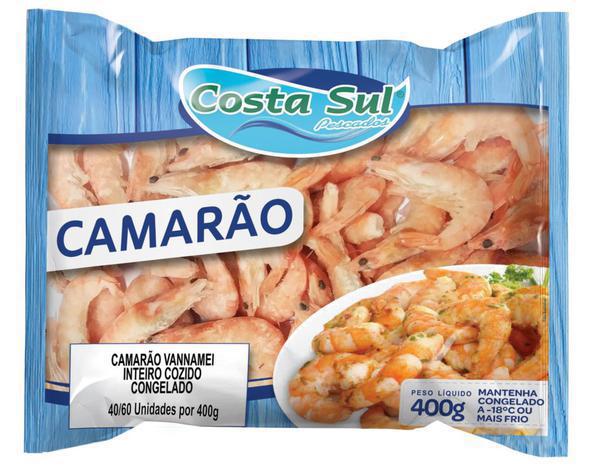 Costa Sul
Pescados
CAMARÃO
CAMARÃO VANNAMEI
INTEIRO COZIDO
CONGELADO
40/60 Unidades por 400g
PESO LÍQUIDO
400g
MANTENHA
CONGELADO
A -18ºC OU
MAIS FRIO